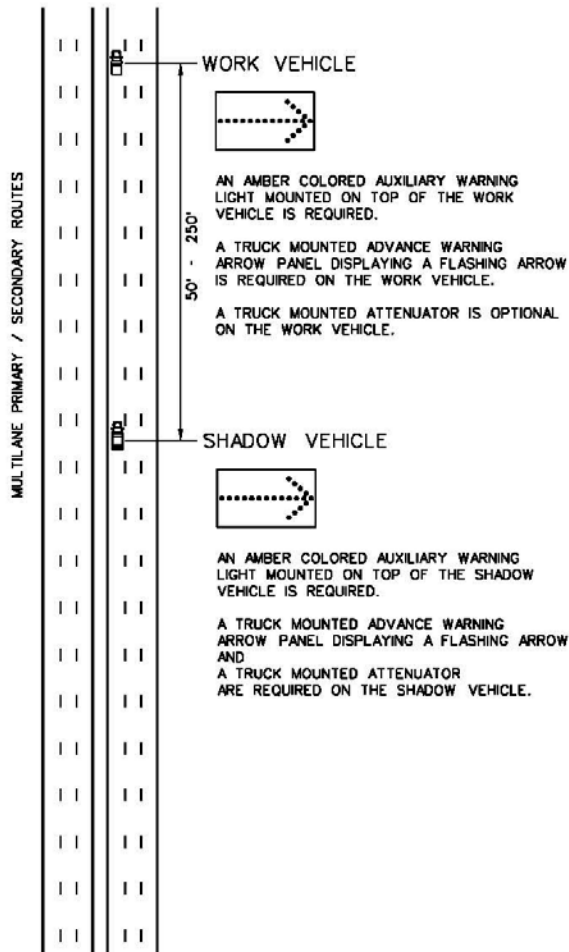 MULTILANE PRIMARY / SECONDARY ROUTES
WORK VEHICLE
AN AMBER COLORED AUXILIARY WARNING
LIGHT MOUNTED ON TOP OF THE WORK
VEHICLE IS REQUIRED.
A TRUCK MOUNTED ADVANCE WARNING
ARROW PANEL DISPLAYING A FLASHING ARROW
IS REQUIRED ON THE WORK VEHICLE.
A TRUCK MOUNTED ATTENUATOR IS OPTIONAL
ON THE WORK VEHICLE.
50' - 250'
SHADOW VEHICLE
AN AMBER COLORED AUXILIARY WARNING
LIGHT MOUNTED ON TOP OF THE SHADOW
VEHICLE IS REQUIRED.
A TRUCK MOUNTED ADVANCE WARNING
ARROW PANEL DISPLAYING A FLASHING ARROW
AND
A TRUCK MOUNTED ATTENUATOR
ARE REQUIRED ON THE SHADOW VEHICLE.